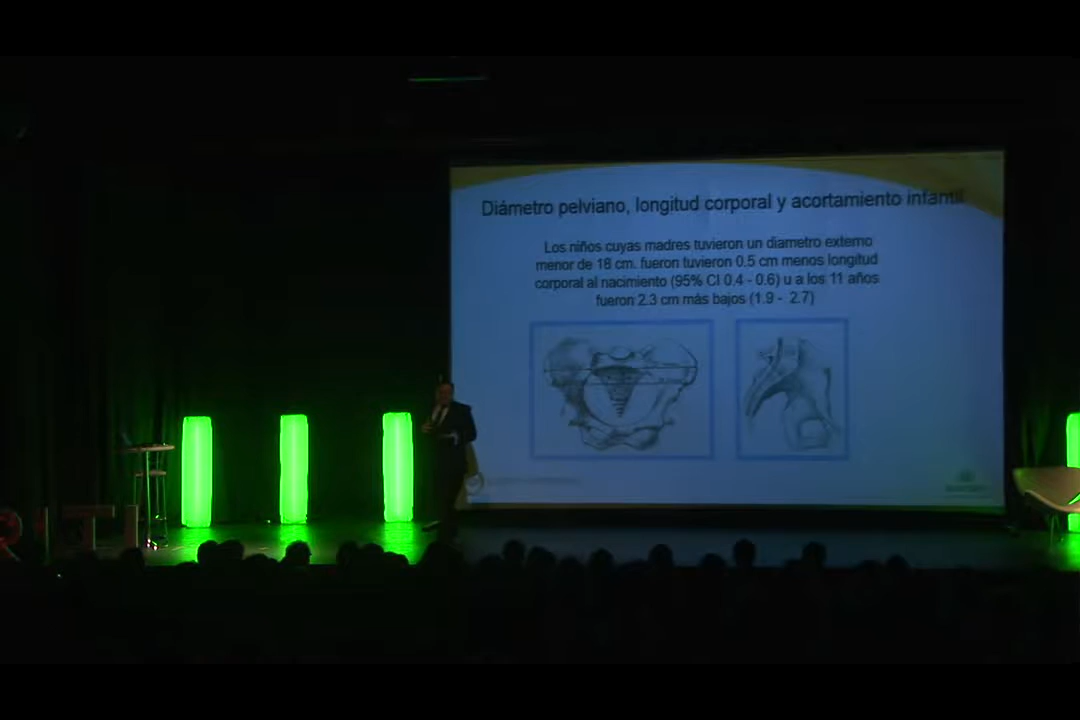 Diámetro pelviano, longitud corporal y acortamiento infantil
Los niños cuyas madres tuvieron un diametro externo
menor de 18 cm. fueron tuvieron 0.5 cm menos longitud
corporal al nacimiento (95% CI 0.4 - 0.6) u a los 11 años
fueron 2.3 cm más bajos (1.9 - 2.7)